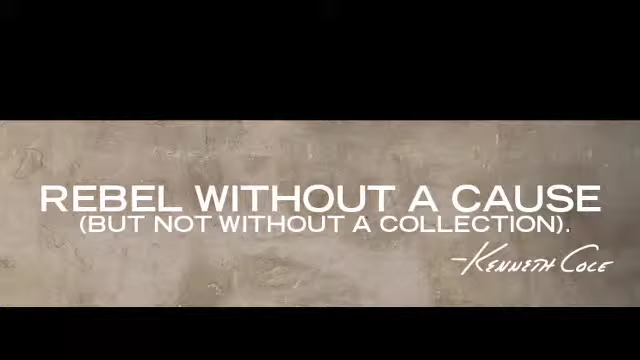 REBEL WITHOUT A CAUSE
(BUT NOT WITHOUT A COLLECTION).
-KENNETH COLE